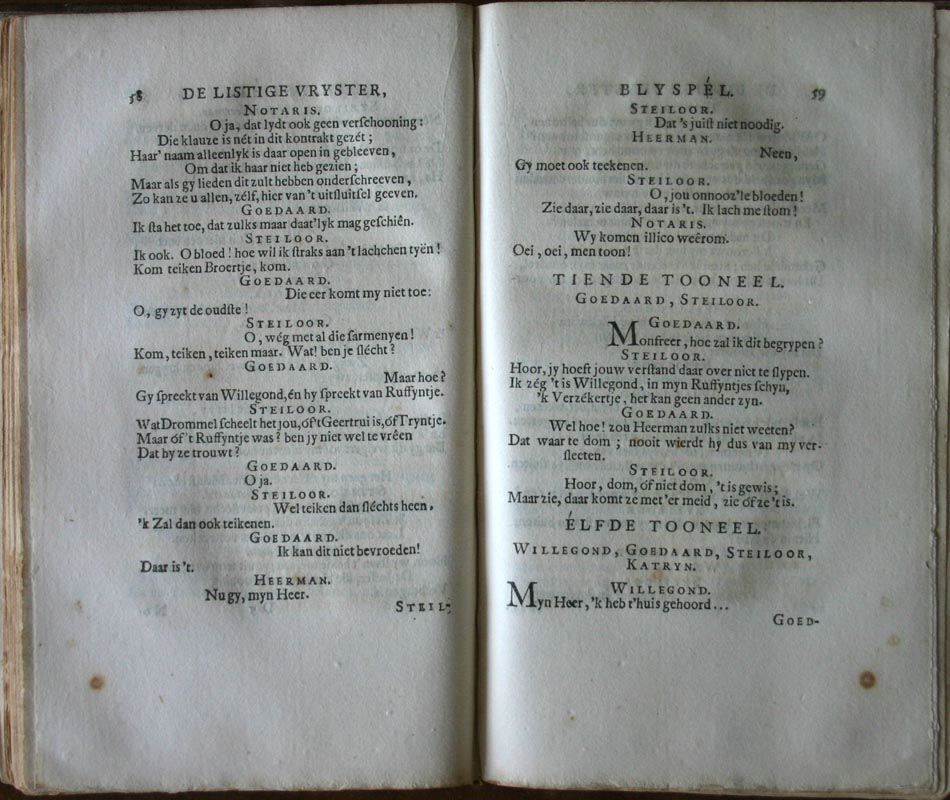 58 DE LISTIGE VRYSTER,
NOTARIS.
O ja, dat lydt ook geen verſchooning:
Die klauze is nét in dit kontrakt gezét;
Haar' naam alleenlyk is daar open in gebleeven,
Om dat ik haar niet heb gezien;
Maar als gy lieden dit zult hebben onderſchreeven,
Zo kan ze u allen, zélf, hier van 't uitſluitſel geeven.
GOEDAARD.
Ik ſta het toe, dat zulks maar daat'lyk mag geſchiên.
STEILOOR.
Ik ook. O bloed! hoe wil ik ſtraks aan 't lachchen tyën!
Kom teiken Broertje, kom.
GOEDAARD.
Die eer komt my niet toe:
O, gy zyt de oudſte!
STEILOOR.
O, wég met al die ſarmenyen!
Kom, teiken, teiken maar. Wat! ben je ſlécht?
GOEDAARD.
Maar hoe?
Gy ſpreekt van Willegond, én hy ſpreekt van Ruffyntje.
STEILOOR.
Wat Drommel ſcheelt het jou, óf 't Geertrui is, óf Tryntje.
Maar óf 't Ruffyntje was? ben jy niet wel te vrêen
Dat hy ze trouwt?
GOEDAARD.
O ja.
STEILOOR.
Wel teiken dan ſléchts heen,
'k Zal dan ook teikenen.
GOEDAARD.
Ik kan dit niet bevroeden!
Daar is 't.
HEERMAN.
Nu gy, myn Heer.
STEIL-
BLYSPÉL. 59
STEILOOR.
Dat 's juiſt niet noodig.
HEERMAN.
Neen,
Gy moet ook teekenen.
STEILOOR.
O, jou onnooz'le bloeden!
Zie daar, zie daar, daar is 't. Ik lach me ſtom!
NOTARIS.
Wy komen illico weêrom.
Oei, oei, men toon!
TIENDE TOONEEL.
GOEDAARD, STEILOOR.
GOEDAARD.
Monfreer, hoe zal ik dit begrypen?
STEILOOR.
Hoor, jy hoeft jouw verſtand daar over niet te ſlypen.
Ik zég 't is Willegond, in myn Ruffyntjes ſchyn,
'k Verzékertje, het kan geen ander zyn.
GOEDAARD.
Wel hoe! zou Heerman zulks niet weeten?
Dat waar te dom; nooit wierdt hy dus van my ver-
ſleeten.
STEILOOR.
Hoor, dom, óf niet dom, 't is gewis;
Maar zie, daar komt ze met'er meid, zie óf ze 't is.
ÉLFDE TOONEEL.
WILLEGOND, GOEDAARD, STEILOOR,
KATRYN.
WILLEGOND.
Myn Heer, 'k heb t'huis gehoord...
GOED-